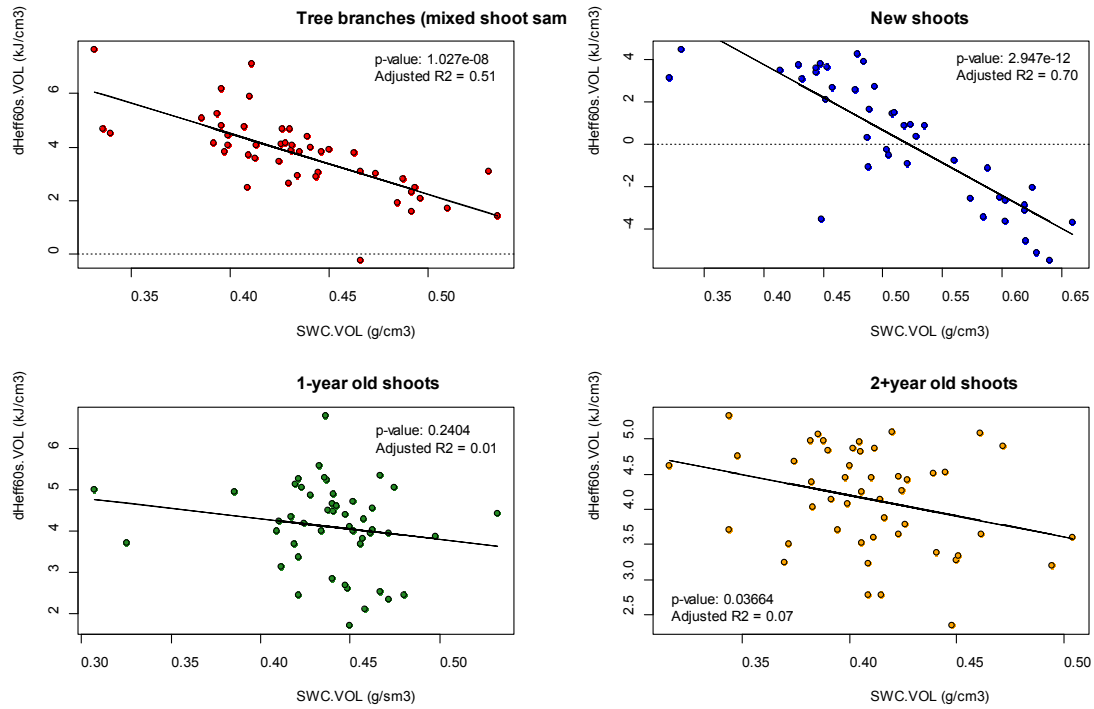 Tree branches (mixed shoot sam
p-value: 1.027e-08
Adjusted R2 = 0.51
dHeff60s.VOL (kJ/cm3)
6
4
2
0
0.35 0.40 0.45 0.50
SWC.VOL (g/cm3)
New shoots
p-value: 2.947e-12
Adjusted R2 = 0.70
dHeff60s.VOL (kJ/cm3)
4
2
0
-2
-4
0.35 0.40 0.45 0.50 0.55 0.60 0.65
SWC.VOL (g/cm3)
1-year old shoots
p-value: 0.2404
Adjusted R2 = 0.01
dHeff60s.VOL (kJ/cm3)
6
5
4
3
2
0.30 0.35 0.40 0.45 0.50
SWC.VOL (g/sm3)
2+year old shoots
dHeff60s.VOL (kJ/cm3)
5.0
4.5
4.0
3.5
3.0
2.5
p-value: 0.03664
Adjusted R2 = 0.07
0.35 0.40 0.45 0.50
SWC.VOL (g/cm3)